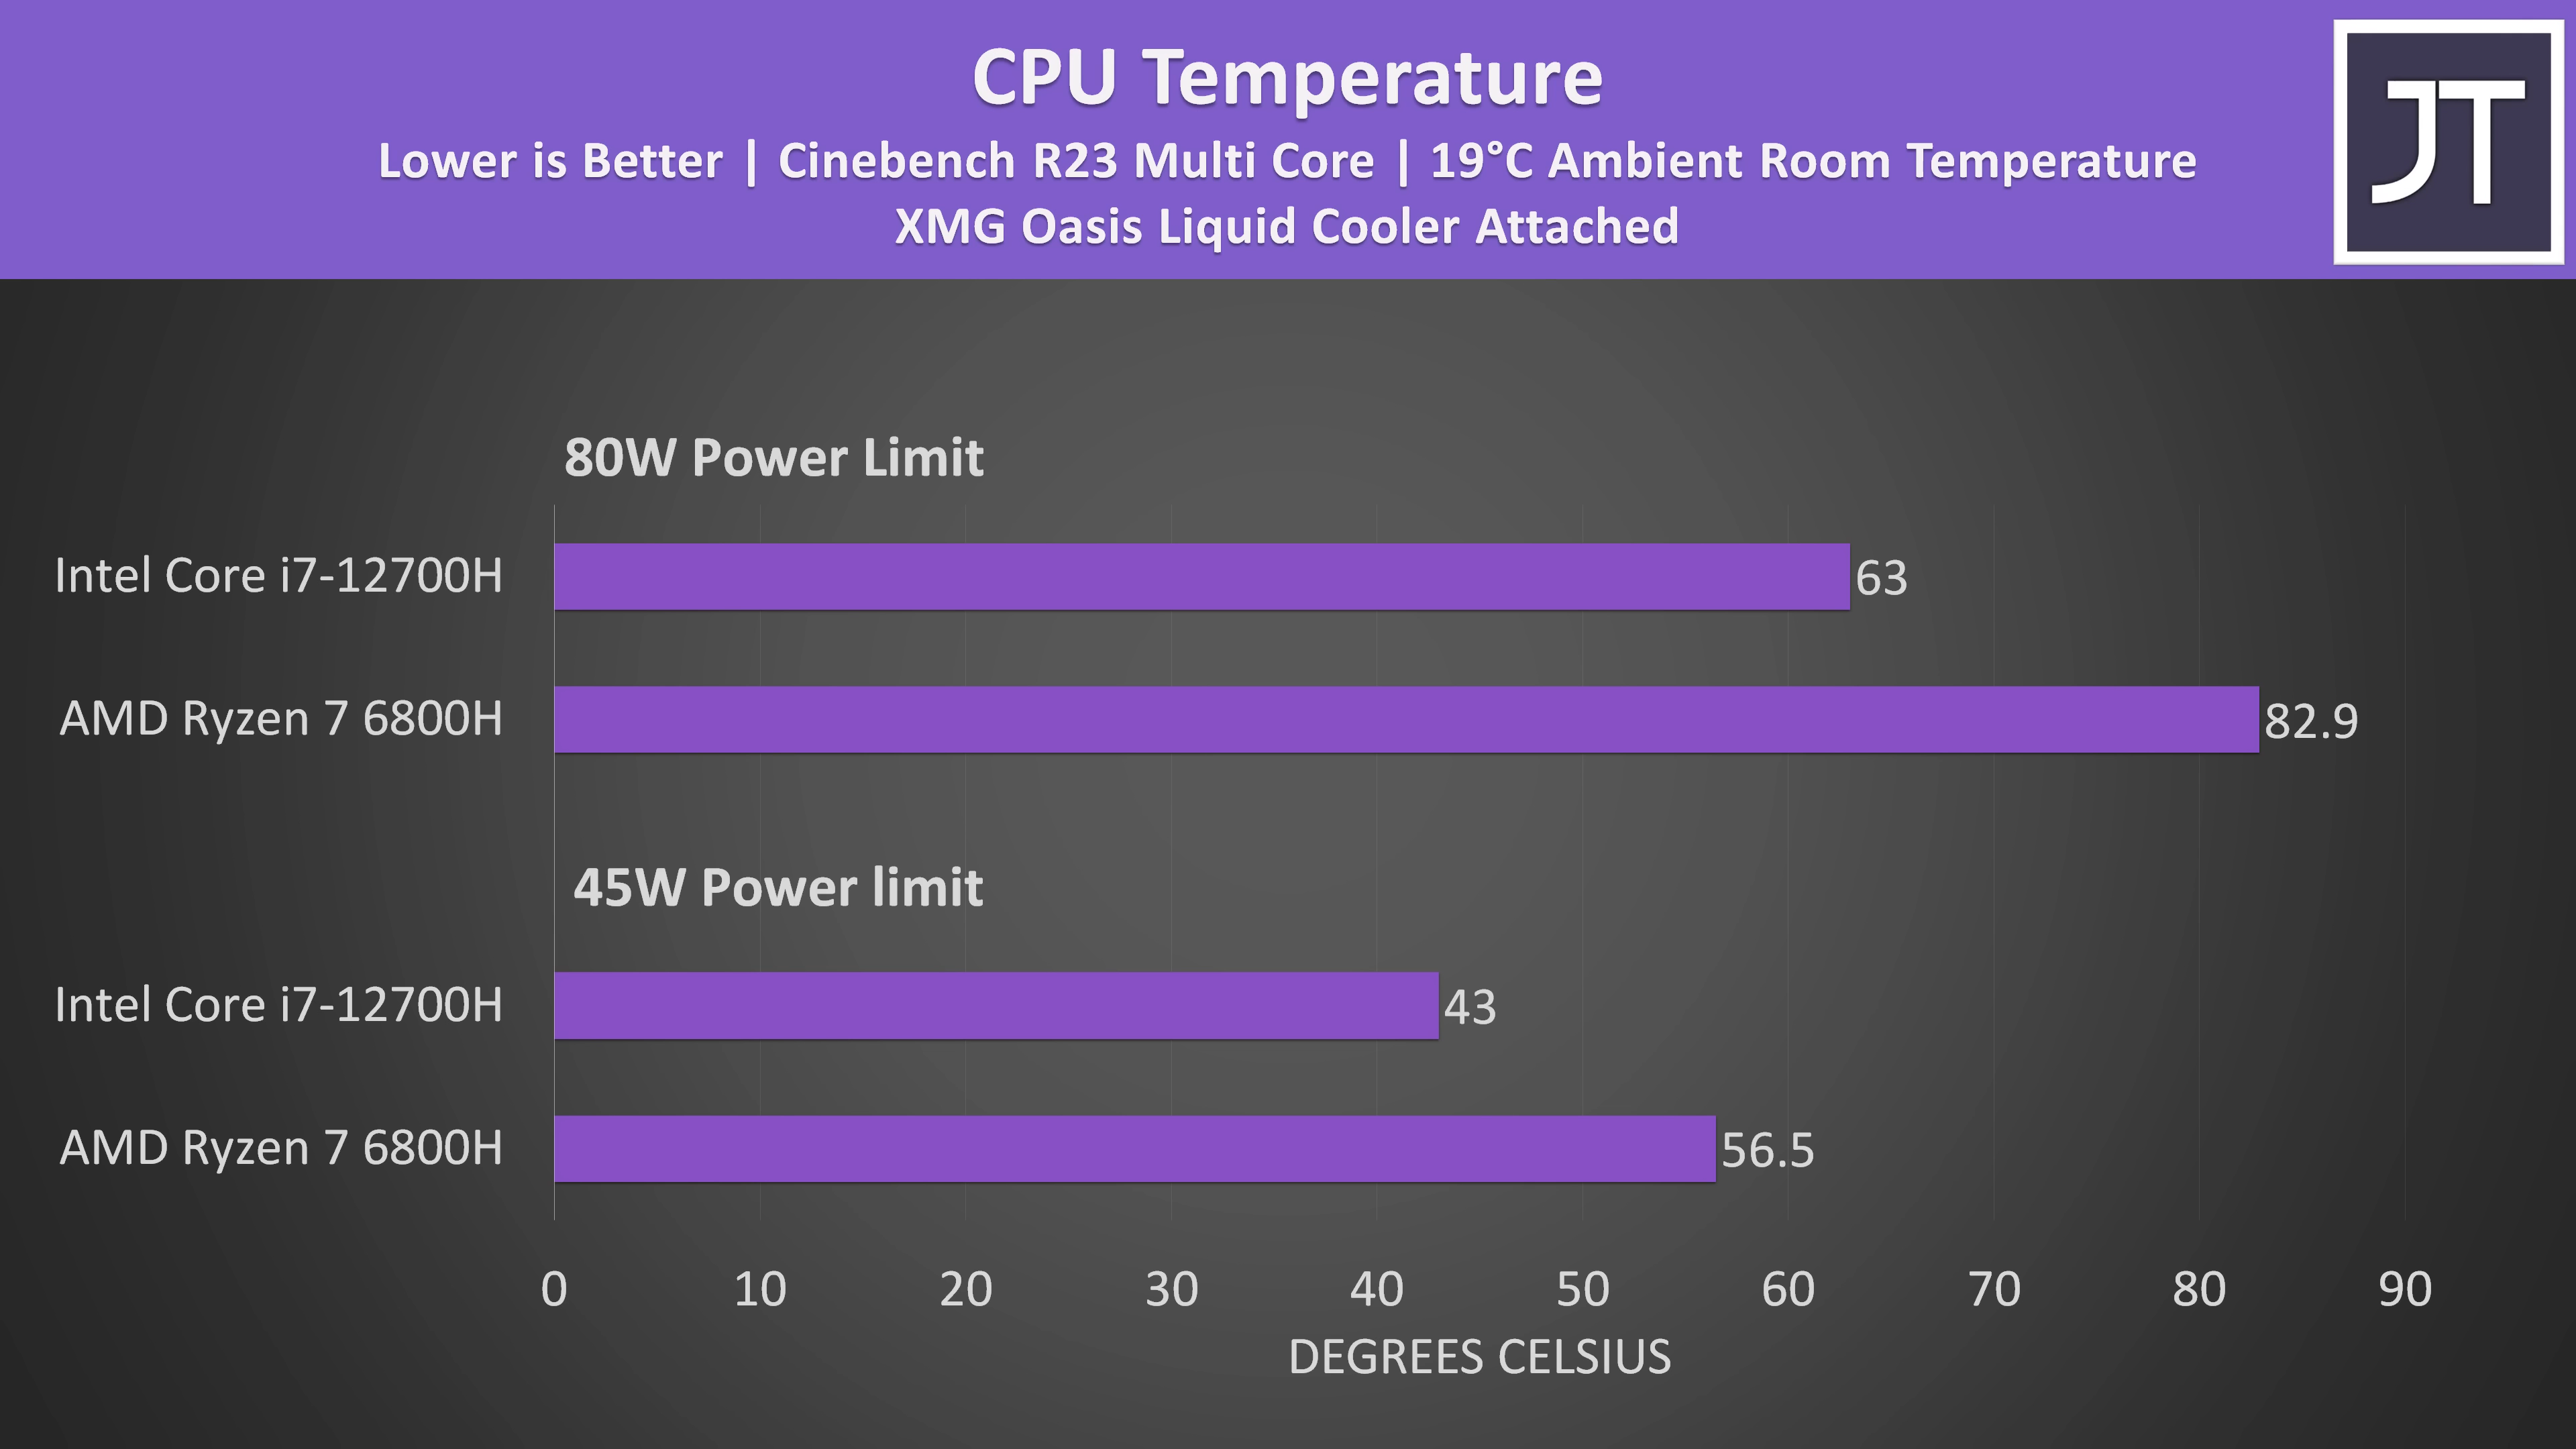 CPU Temperature
Lower is Better | Cinebench R23 Multi Core | 19°C Ambient Room Temperature
XMG Oasis Liquid Cooler Attached
JT
80W Power Limit
Intel Core i7-12700H
63
AMD Ryzen 7 6800H
82.9
45W Power limit
Intel Core i7-12700H
43
AMD Ryzen 7 6800H
56.5
0 10 20 30 40 50 60 70 80 90
DEGREES CELSIUS